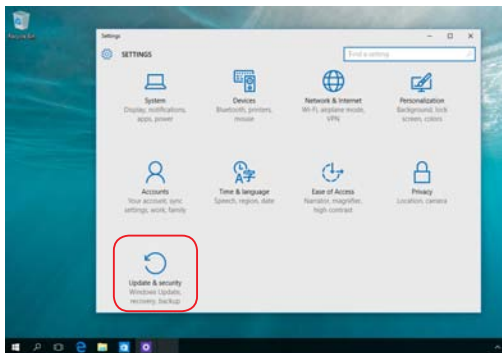 Recycle Bin
Settings
SETTINGS
Find a setting
System
Display, notifications,
apps, power
Devices
Bluetooth, printers,
mouse
Network & Internet
Wi-Fi, airplane mode,
VPN
Personalization
Background, lock
screen, colors
Accounts
Your account, sync
settings, work, family
Time & language
Speech, region, date
Ease of Access
Narrator, magnifier,
high contrast
Privacy
Location, camera
Update & security
Windows Update,
recovery, backup